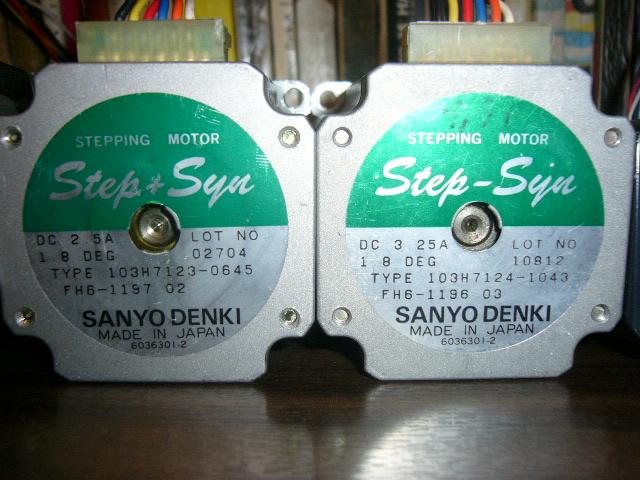 STEPPING MOTOR
Step-Syn
DC 2.5A LOT NO
1 8 DEG .02704
TYPE 103H7123-0645
FH6-1197 02
SANYO DENKI
MADE IN JAPAN
6036301-2
STEPPING MOTOR
Step-Syn
DC 3 25A LOT NO
1 8 DEG 10812
TYPE 103H7124-1043
FH6-1196 03
SANYO DENKI
MADE IN JAPAN
6036301-2